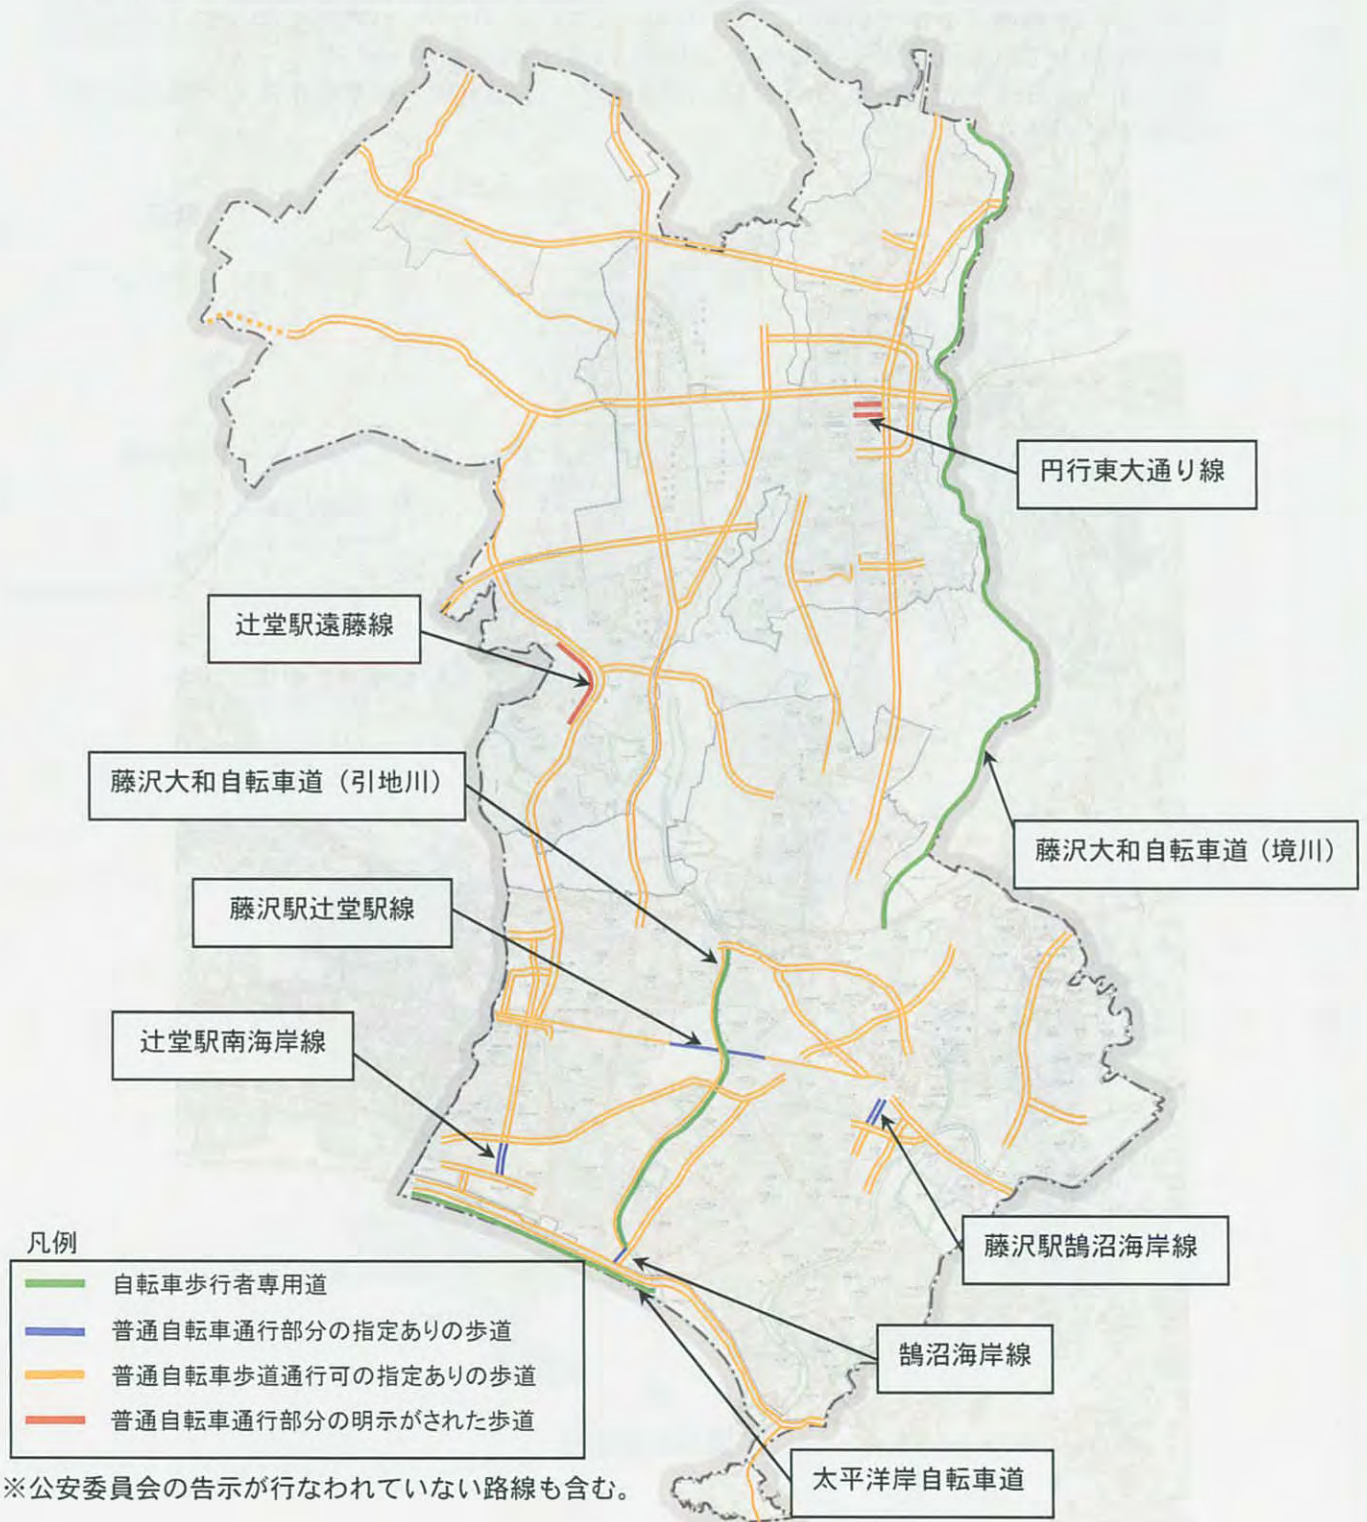 円行東大通り線
辻堂駅遠藤線
藤沢大和自転車道（引地川）
藤沢大和自転車道（境川）
藤沢駅辻堂駅線
辻堂駅南海岸線
藤沢駅鵠沼海岸線
鵠沼海岸線
太平洋岸自転車道
凡例
自転車歩行者専用道
普通自転車通行部分の指定ありの歩道
普通自転車歩道通行可の指定ありの歩道
普通自転車通行部分の明示がされた歩道
※公安委員会の告示が行なわれていない路線も含む。